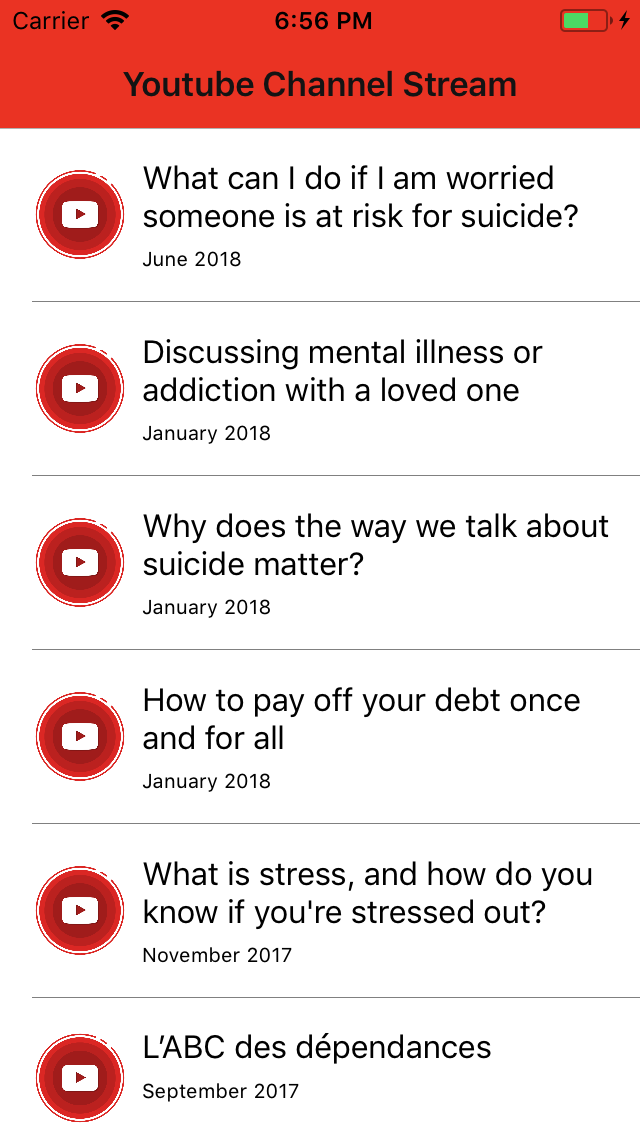 Carrier 6:56 PM
Youtube Channel Stream
What can I do if I am worried
someone is at risk for suicide?
June 2018
Discussing mental illness or
addiction with a loved one
January 2018
Why does the way we talk about
suicide matter?
January 2018
How to pay off your debt once
and for all
January 2018
What is stress, and how do you
know if you're stressed out?
November 2017
L’ABC des dépendances
September 2017